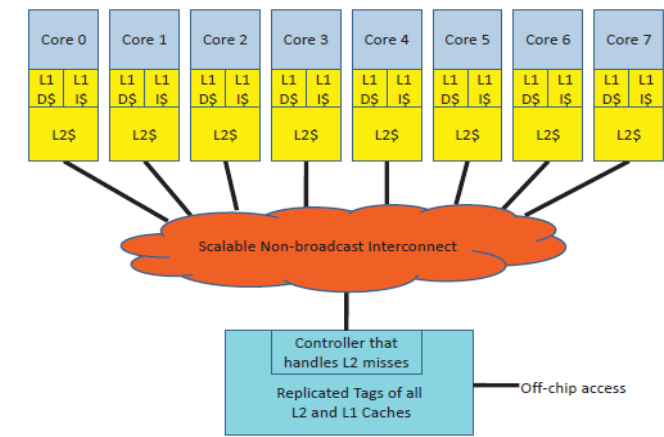 Core 0 Core 1 Core 2 Core 3 Core 4 Core 5 Core 6 Core 7
L1 L1 L1 L1 L1 L1 L1 L1 L1 L1 L1 L1 L1 L1 L1 L1
D$ I$ D$ I$ D$ I$ D$ I$ D$ I$ D$ I$ D$ I$ D$ I$
L2$ L2$ L2$ L2$ L2$ L2$ L2$ L2$
Scalable Non-broadcast Interconnect
Controller that
handles L2 misses
Replicated Tags of all
L2 and L1 Caches
Off-chip access